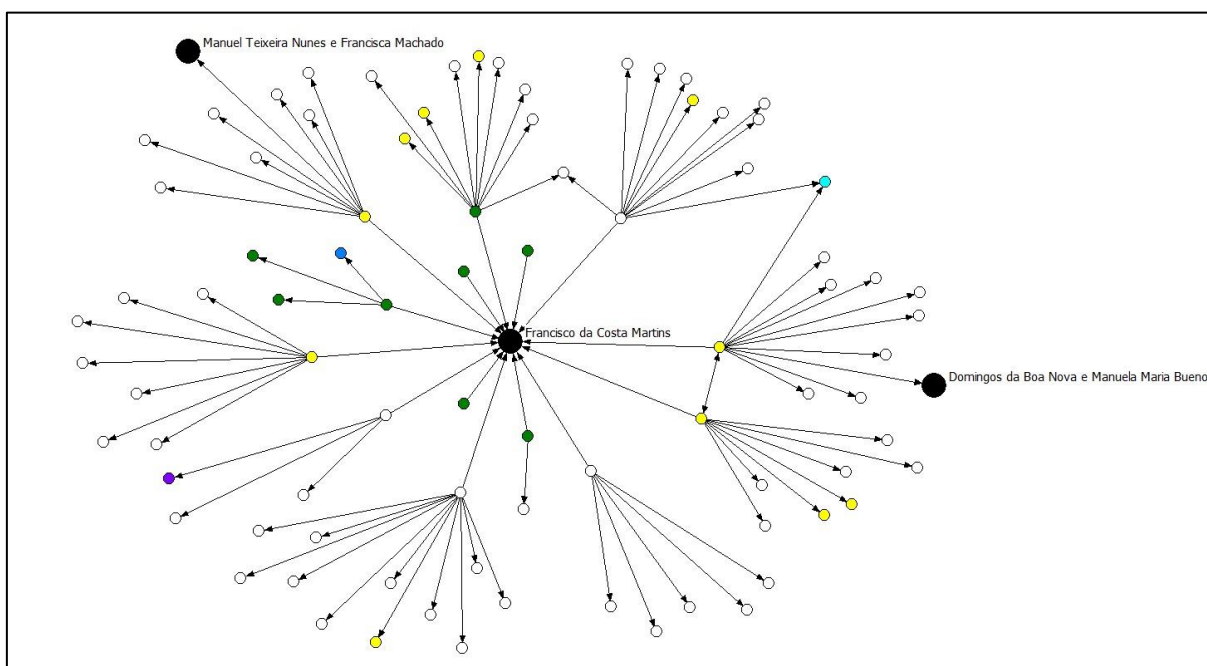 Manuel Teixeira Nunes e Francisca Machado
Francisco da Costa Martins
Domingos da Boa Nova e Manuela Maria Bueno